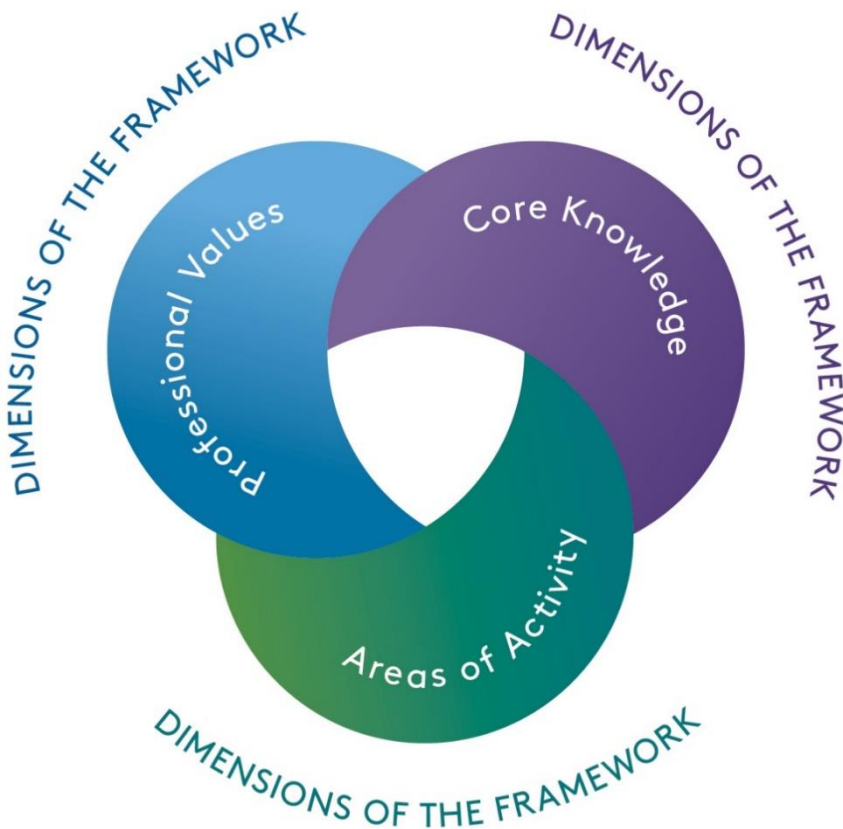 DIMENSIONS OF THE FRAMEWORK
DIMENSIONS OF THE FRAMEWORK
Professional Values
Core Knowledge
Areas of Activity
DIMENSIONS OF THE FRAMEWORK